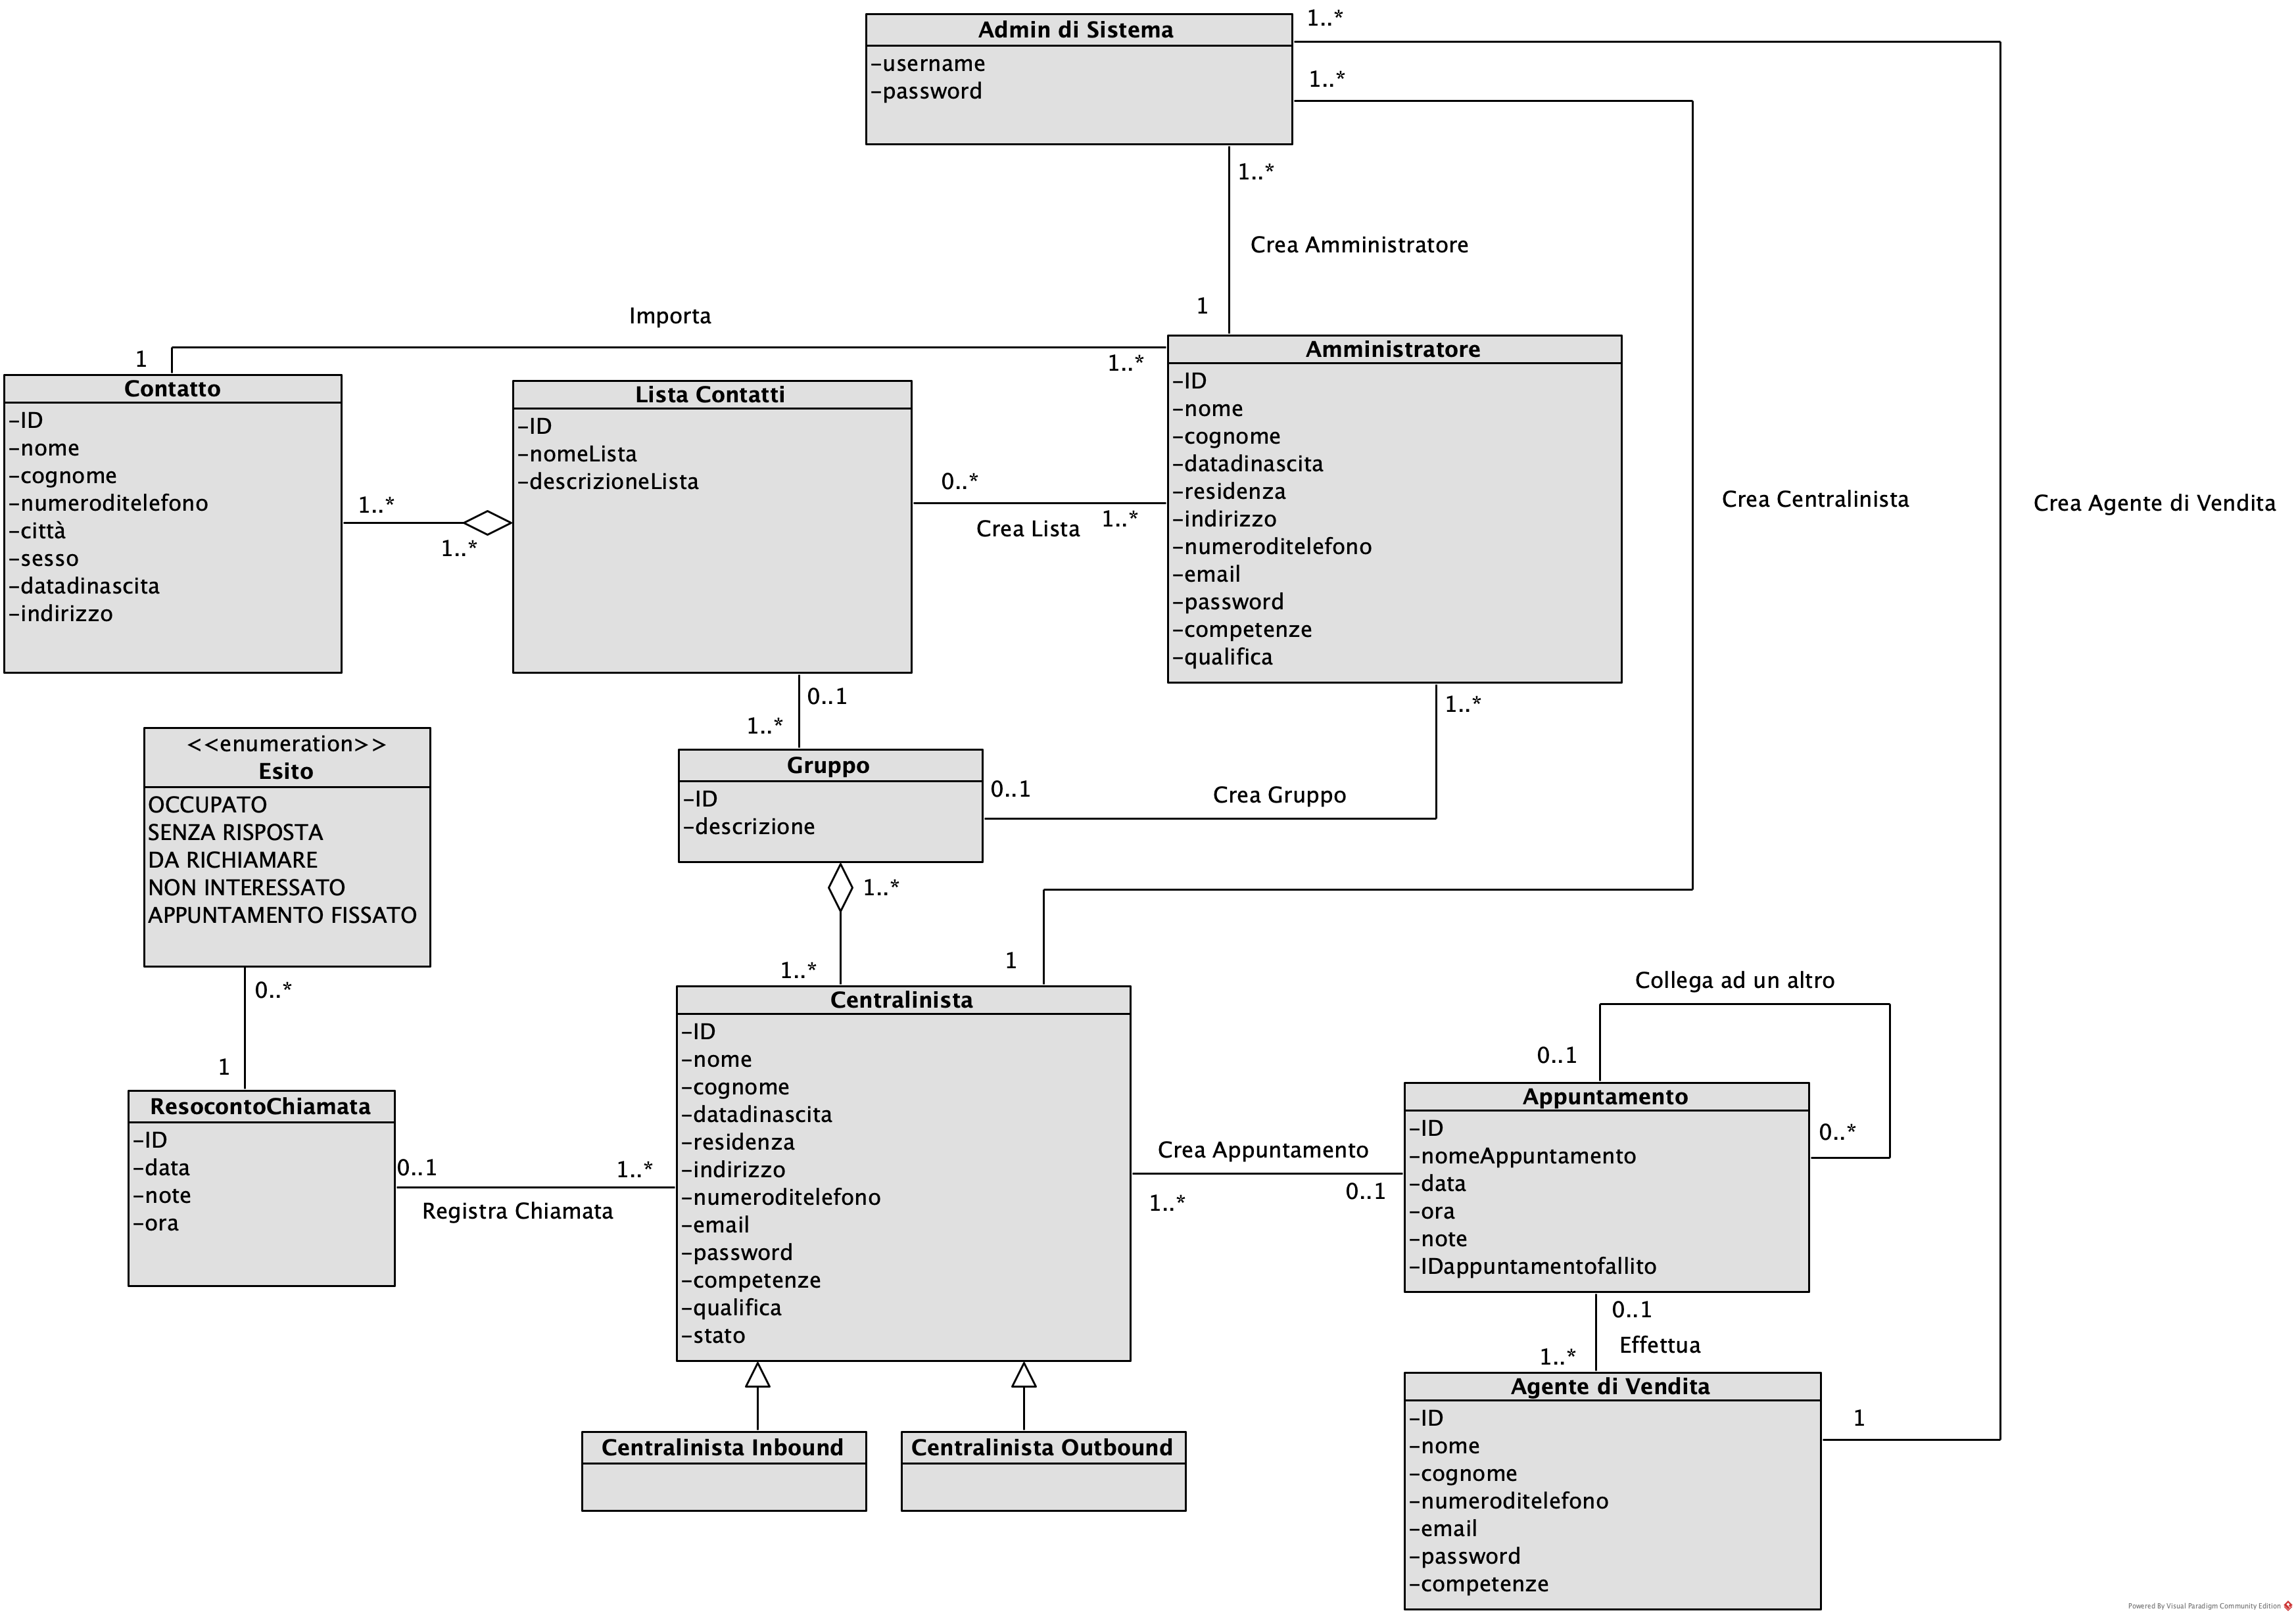 Admin di Sistema
-username
-password
1..*
1..*
1..*
Crea Amministratore
1
Importa
1
1..*
Amministratore
-ID
-nome
-cognome
-datadinascita
-residenza
-indirizzo
-numeroditelefono
-email
-password
-competenze
-qualifica
Contatto
-ID
-nome
-cognome
-numeroditelefono
-città
-sesso
-datadinascita
-indirizzo
1..*
1..*
Lista Contatti
-ID
-nomeLista
-descrizioneLista
0..*
Crea Lista
1..*
Crea Centralinista
Crea Agente di Vendita
0..1
1..*
1..*
Gruppo
-ID
-descrizione
0..1
Crea Gruppo
<<enumeration>>
Esito
OCCUPATO
SENZA RISPOSTA
DA RICHIAMARE
NON INTERESSATO
APPUNTAMENTO FISSATO
1..*
1..*
1
0..*
1
ResocontoChiamata
-ID
-data
-note
-ora
0..1
1..*
Registra Chiamata
Centralinista
-ID
-nome
-cognome
-datadinascita
-residenza
-indirizzo
-numeroditelefono
-email
-password
-competenze
-qualifica
-stato
Crea Appuntamento
1..*
0..1
Collega ad un altro
0..1
0..*
Appuntamento
-ID
-nomeAppuntamento
-data
-ora
-note
-IDappuntamentofallito
0..1
Effettua
1..*
Centralinista Inbound
Centralinista Outbound
Agente di Vendita
-ID
-nome
-cognome
-numeroditelefono
-email
-password
-competenze
1
Powered By Visual Paradigm Community Edition